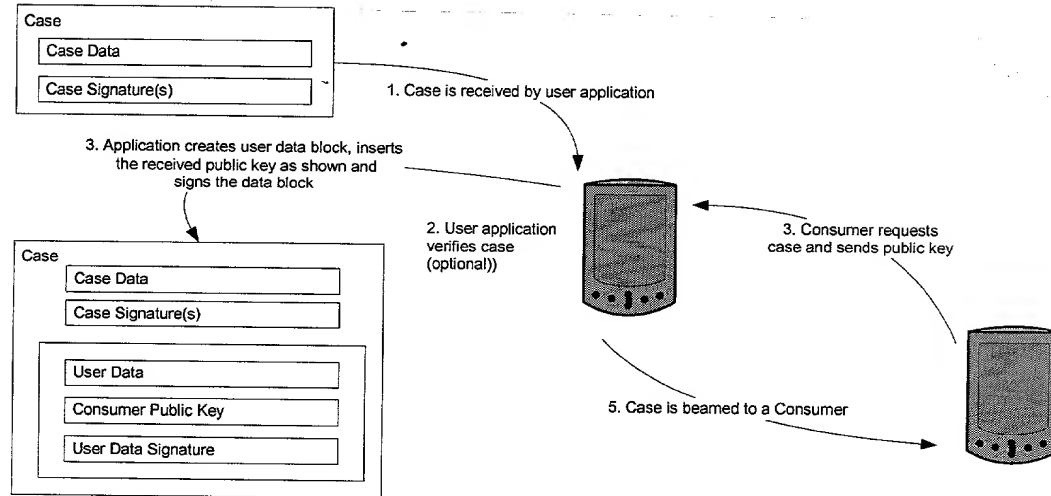 Case
Case Data
Case Signature(s)
1. Case is received by user application
3. Application creates user data block, inserts
the received public key as shown and
signs the data block
2. User application
verifies case
(optional))
3. Consumer requests
case and sends public key
Case
Case Data
Case Signature(s)
User Data
Consumer Public Key
User Data Signature
5. Case is beamed to a Consumer